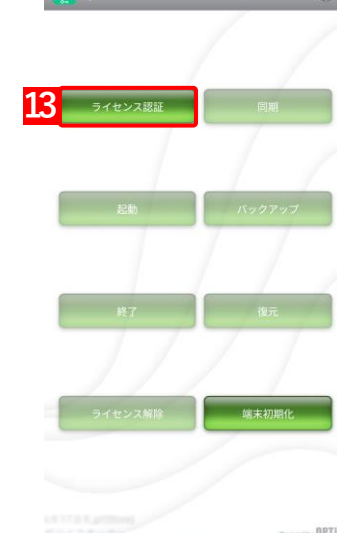 13
ライセンス認証
同期
起動
バックアップ
終了
復元
ライセンス解除
端末初期化
OPTi